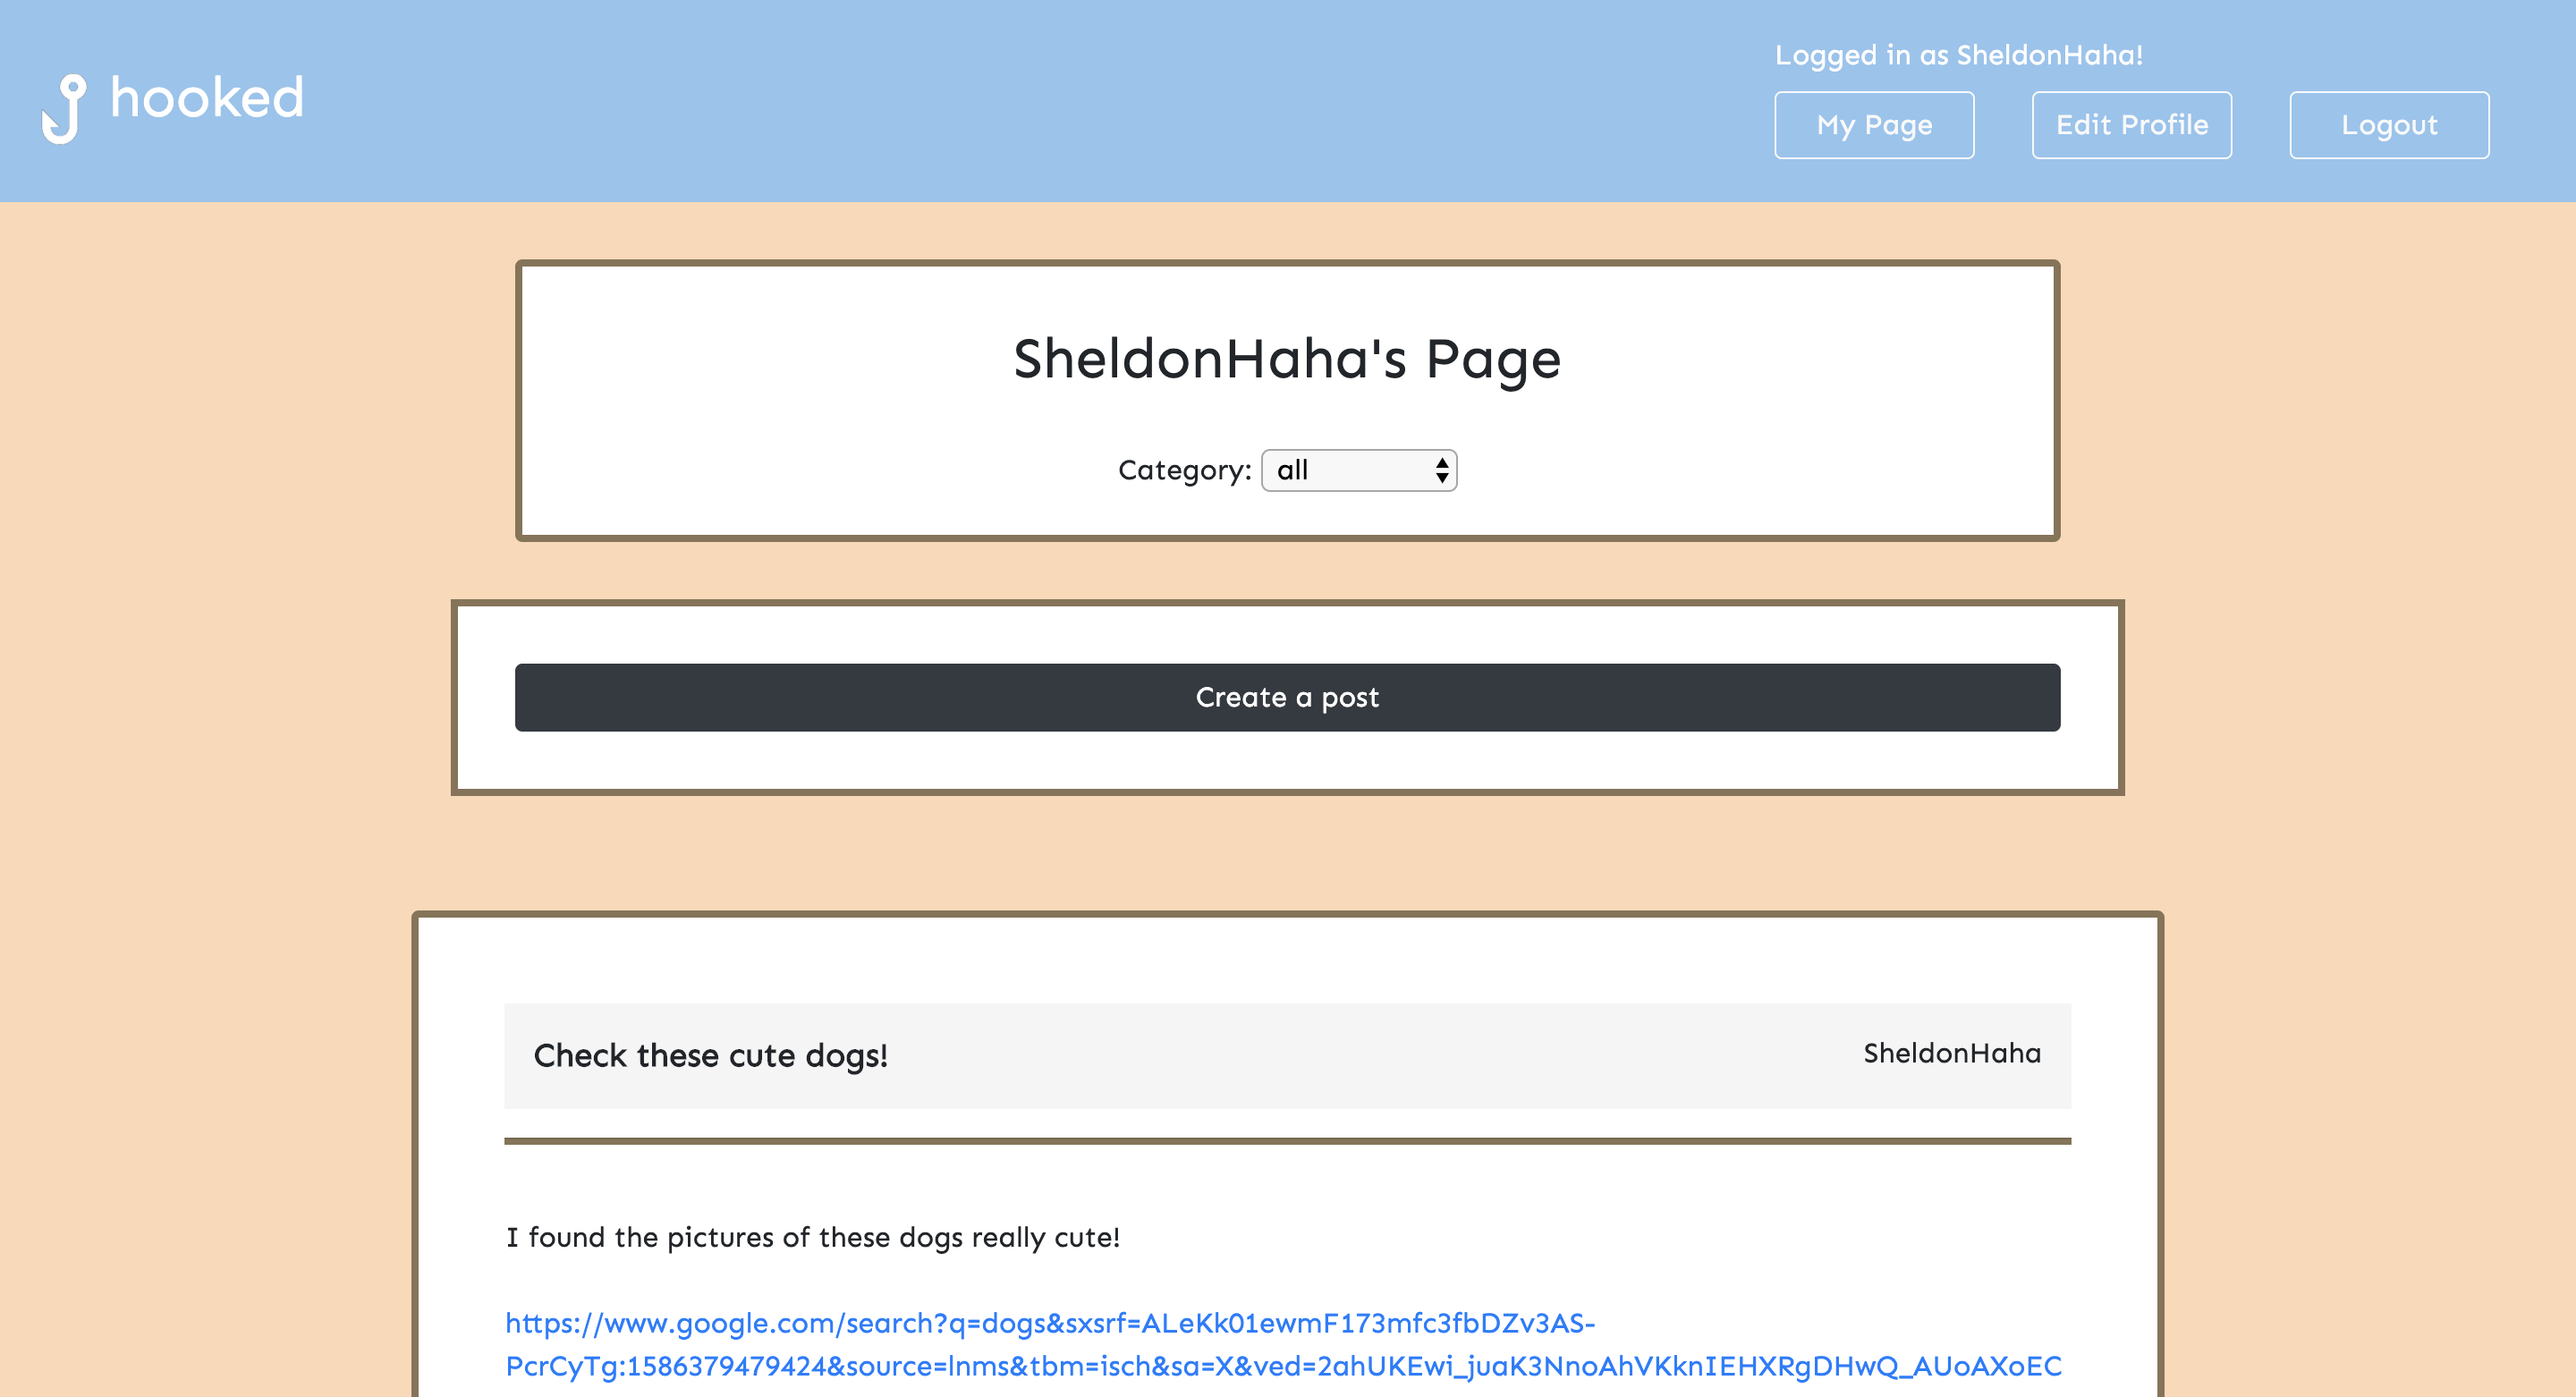 hooked
Logged in as SheldonHaha!
My Page
Edit Profile
Logout
SheldonHaha's Page
Category: all
Create a post
Check these cute dogs!
SheldonHaha
I found the pictures of these dogs really cute!
https://www.google.com/search?q=dogs&sxsrf=ALeKk01ewmF173mfc3fbDZv3AS-
PcrCyTg:1586379479424&source=lnms&tbm=isch&sa=X&ved=2ahUKEwi_juaK3NnoAhVKknIEHXRgDHwQ_AUoAXoEC